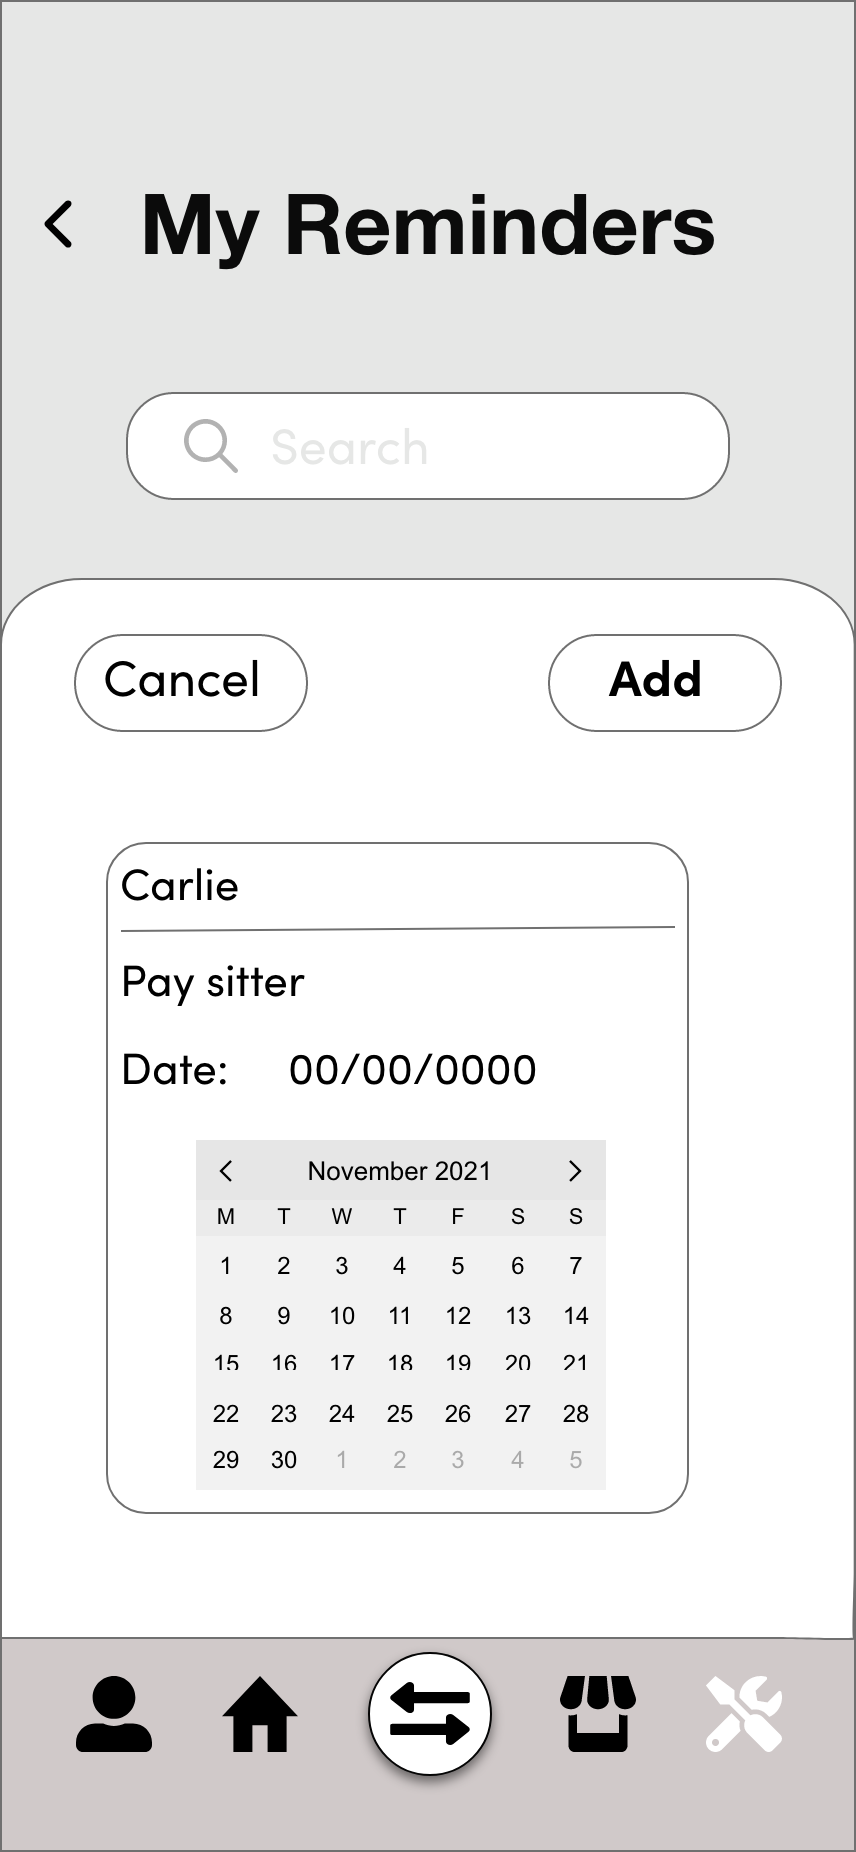 My Reminders
Search
Cancel Add
Carlie
Pay sitter
Date: 00/00/0000
November 2021
M T W T F S S
1 2 3 4 5 6 7
8 9 10 11 12 13 14
15 16 17 18 19 20 21
22 23 24 25 26 27 28
29 30 1 2 3 4 5